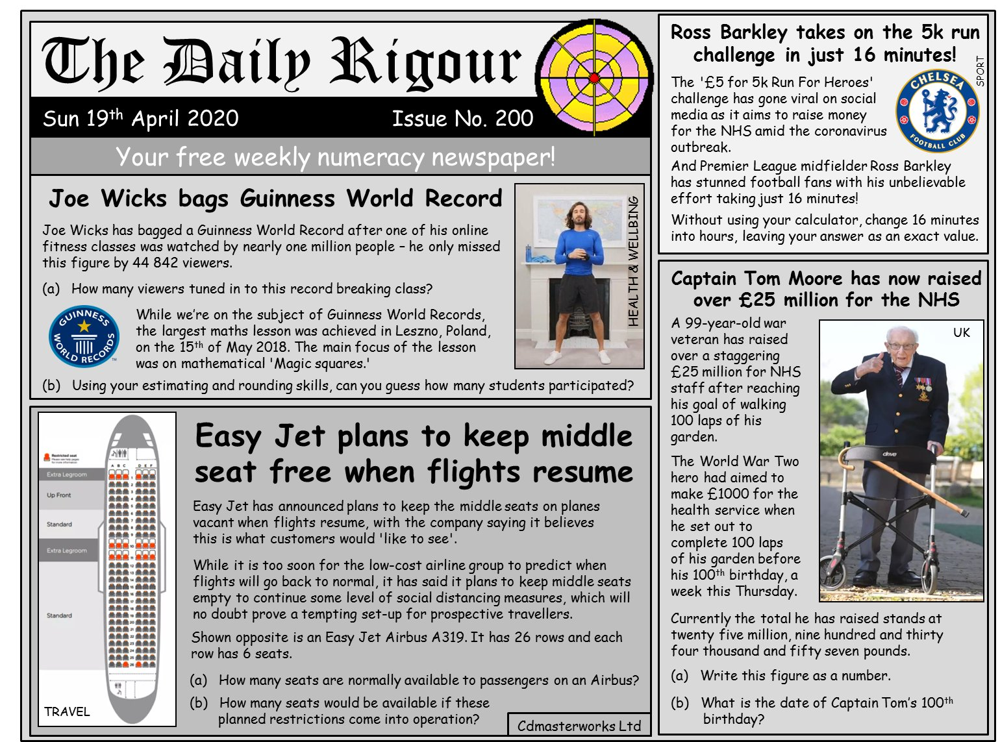 The Daily Rigour
Sun 19th April 2020
Issue No. 200
Your free weekly numeracy newspaper!
Joe Wicks bags Guinness World Record
Joe Wicks has bagged a Guinness World Record after one of his online
fitness classes was watched by nearly one million people – he only missed
this figure by 44 842 viewers.
(a) How many viewers tuned in to this record breaking class?
GUINNESS
WORLD RECORDS
TM
While we're on the subject of Guinness World Records,
the largest maths lesson was achieved in Leszno, Poland,
on the 15th of May 2018. The main focus of the lesson
was on mathematical 'Magic squares.'
(b) Using your estimating and rounding skills, can you guess how many students participated?
HEALTH & WELLBING
Easy Jet plans to keep middle
seat free when flights resume
Easy Jet has announced plans to keep the middle seats on planes
vacant when flights resume, with the company saying it believes
this is what customers would 'like to see'.
While it is too soon for the low-cost airline group to predict when
flights will go back to normal, it has said it plans to keep middle seats
empty to continue some level of social distancing measures, which will
no doubt prove a tempting set-up for prospective travellers.
Shown opposite is an Easy Jet Airbus A319. It has 26 rows and each
row has 6 seats.
(a) How many seats are normally available to passengers on an Airbus?
(b) How many seats would be available if these
planned restrictions come into operation?
Cdmasterworks Ltd
Restricted seat
Please see help pages
for more information
A B C D E F
Extra Legroom
Up Front
Standard
Extra Legroom
Standard
TRAVEL
Ross Barkley takes on the 5k run
challenge in just 16 minutes!
SPORT
The '£5 for 5k Run For Heroes'
challenge has gone viral on social
media as it aims to raise money
for the NHS amid the coronavirus
outbreak.
CHELSEA
FOOTBALL CLUB
And Premier League midfielder Ross Barkley
has stunned football fans with his unbelievable
effort taking just 16 minutes!
Without using your calculator, change 16 minutes
into hours, leaving your answer as an exact value.
Captain Tom Moore has now raised
over £25 million for the NHS
UK
A 99-year-old war
veteran has raised
over a staggering
£25 million for NHS
staff after reaching
his goal of walking
100 laps of his
garden.
The World War Two
hero had aimed to
make £1000 for the
health service when
he set out to
complete 100 laps
of his garden before
his 100th birthday, a
week this Thursday.
drive
Currently the total he has raised stands at
twenty five million, nine hundred and thirty
four thousand and fifty seven pounds.
(a) Write this figure as a number.
(b) What is the date of Captain Tom's 100th
birthday?